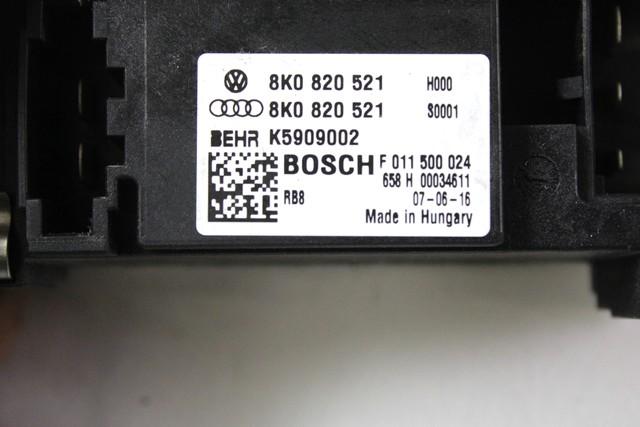 8K0 820 521 H000
8K0 820 521 S0001
BEHR K5909002
BOSCH F 011 500 024
658 H 00034611
RB8 07-06-16
Made in Hungary